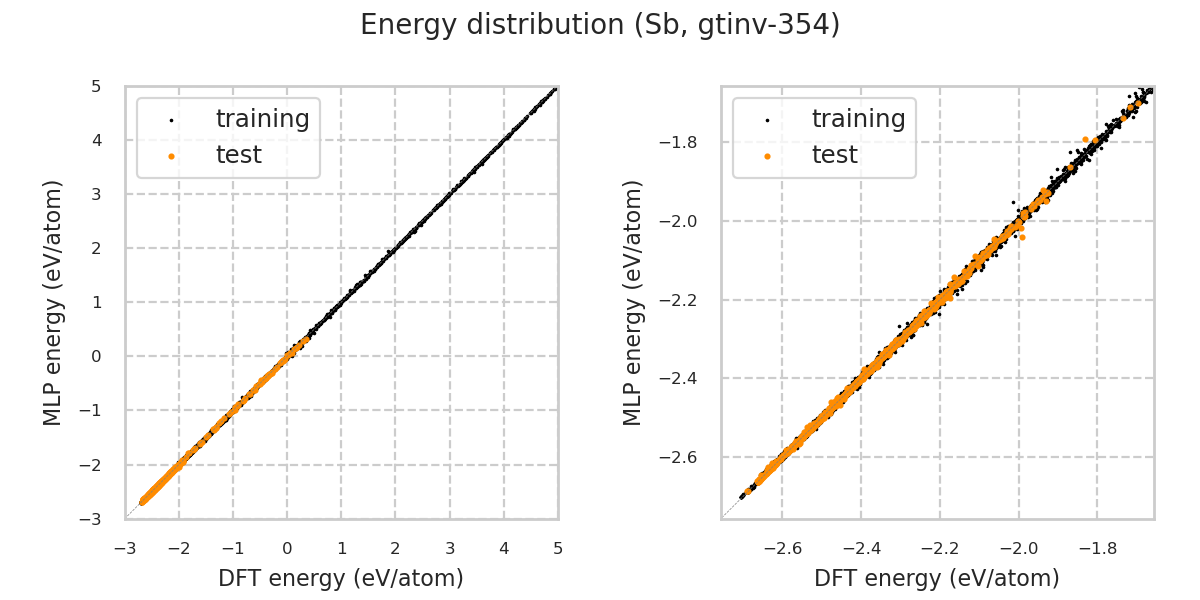 Energy distribution (Sb, gtinv-354)
training
test
5
4
3
2
1
0
−1
−2
−3
−3 −2 −1 0 1 2 3 4 5
MLP energy (eV/atom)
DFT energy (eV/atom)
training
test
−1.8
−2.0
−2.2
−2.4
−2.6
−2.6 −2.4 −2.2 −2.0 −1.8
MLP energy (eV/atom)
DFT energy (eV/atom)